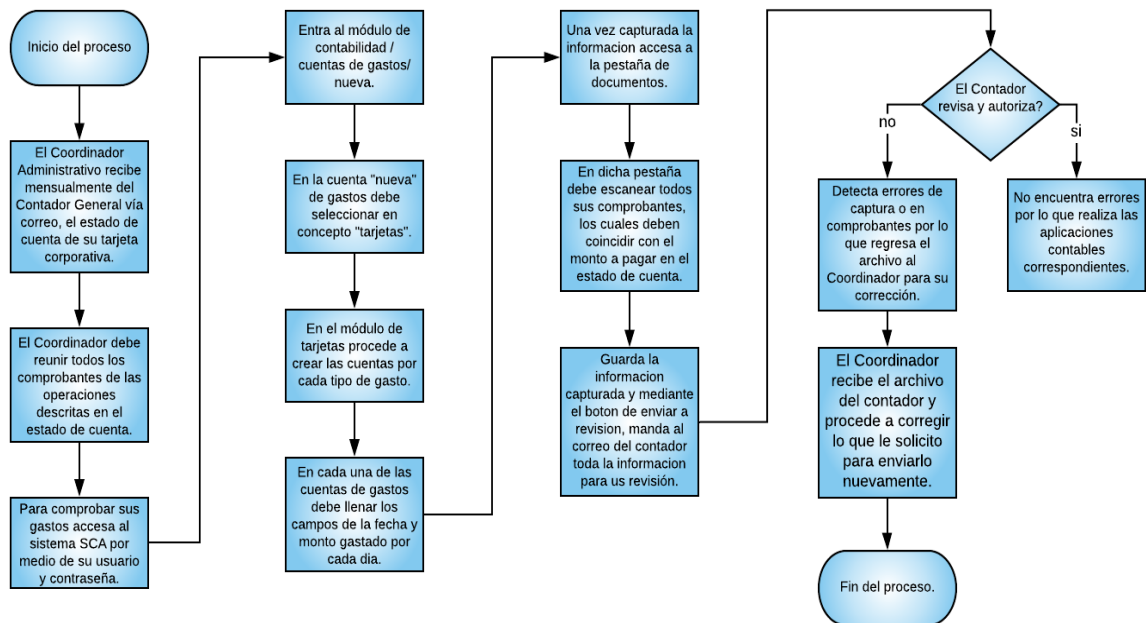 Inicio del proceso
El Coordinador
Administrativo recibe
mensualmente del
Contador General vía
correo, el estado de
cuenta de su tarjeta
corporativa.
El Coordinador debe
reunir todos los
comprobantes de las
operaciones
descritas en el
estado de cuenta.
Para comprobar sus
gastos accesa al
sistema SCA por
medio de su usuario
y contraseña.
Entra al módulo de
contabilidad /
cuentas de gastos/
nueva.
En la cuenta "nueva"
de gastos debe
seleccionar en
concepto "tarjetas".
En el módulo de
tarjetas procede a
crear las cuentas por
cada tipo de gasto.
En cada una de las
cuentas de gastos
debe llenar los
campos de la fecha y
monto gastado por
cada dia.
Una vez capturada la
informacion accesa a
la pestaña de
documentos.
En dicha pestaña
debe escanear todos
sus comprobantes,
los cuales deben
coincidir con el
monto a pagar en el
estado de cuenta.
Guarda la
informacion
capturada y mediante
el boton de enviar a
revision, manda al
correo del contador
toda la informacion
para us revisión.
El Contador
revisa y autoriza?
no
si
Detecta errores de
captura o en
comprobantes por lo
que regresa el
archivo al
Coordinador para su
corrección.
No encuentra errores
por lo que realiza las
aplicaciones
contables
correspondientes.
El Coordinador
recibe el archivo
del contador y
procede a corregir
lo que le solicito
para enviarlo
nuevamente.
Fin del proceso.